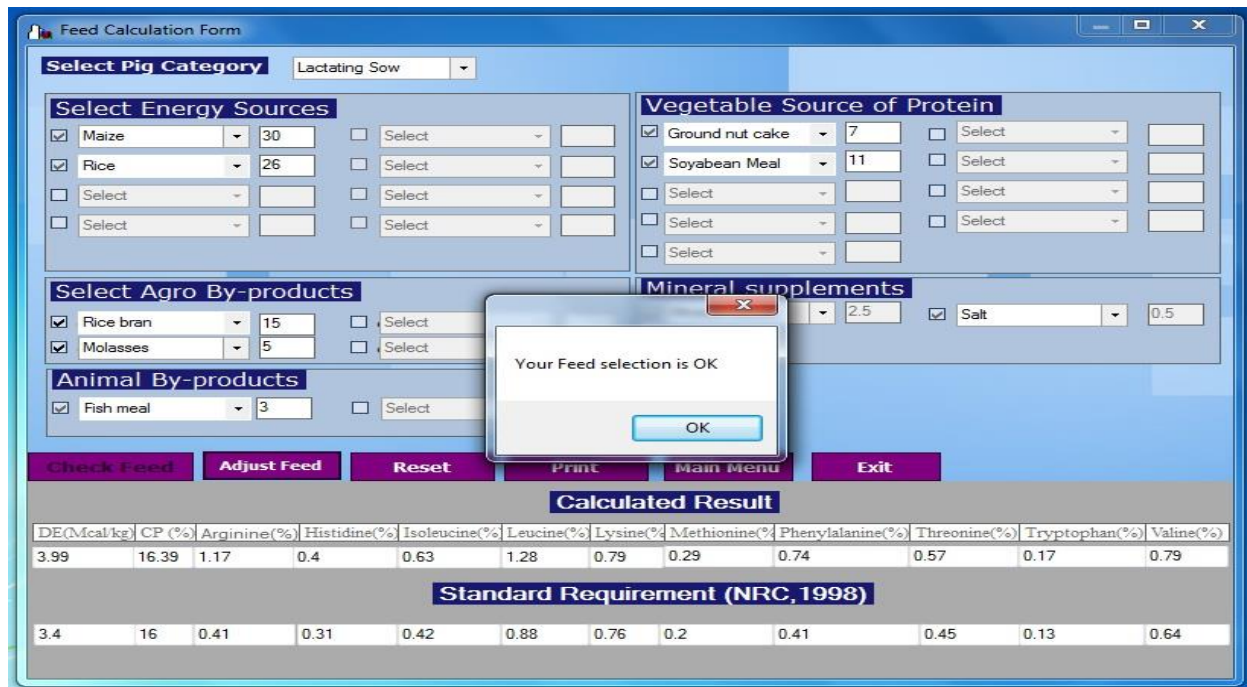 Feed Calculation Form
Select Pig Category Lactating Sow
Select Energy Sources
Maize 30 Select
Rice 26 Select
Select Select
Select Select
Vegetable Source of Protein
Ground nut cake 7 Select
Soyabean Meal 11 Select
Select Select
Select Select
Select
Select Agro By-products
Rice bran 15 Select
Molasses 5 Select
Mineral supplements
2.5 Salt 0.5
Animal By-products
Fish meal 3 Select
Your Feed selection is OK
OK
Check Feed Adjust Feed Reset Print Main Menu Exit
Calculated Result
DE(Mcal/kg) CP (%) Arginine(%) Histidine(%) Isoleucine(% Leucine(%) Lysine(% Methionine(% Phenylalanine(%) Threonine(%) Tryptophan(%) Valine(%)
3.99 16.39 1.17 0.4 0.63 1.28 0.79 0.29 0.74 0.57 0.17 0.79
Standard Requirement (NRC,1998)
3.4 16 0.41 0.31 0.42 0.88 0.76 0.2 0.41 0.45 0.13 0.64